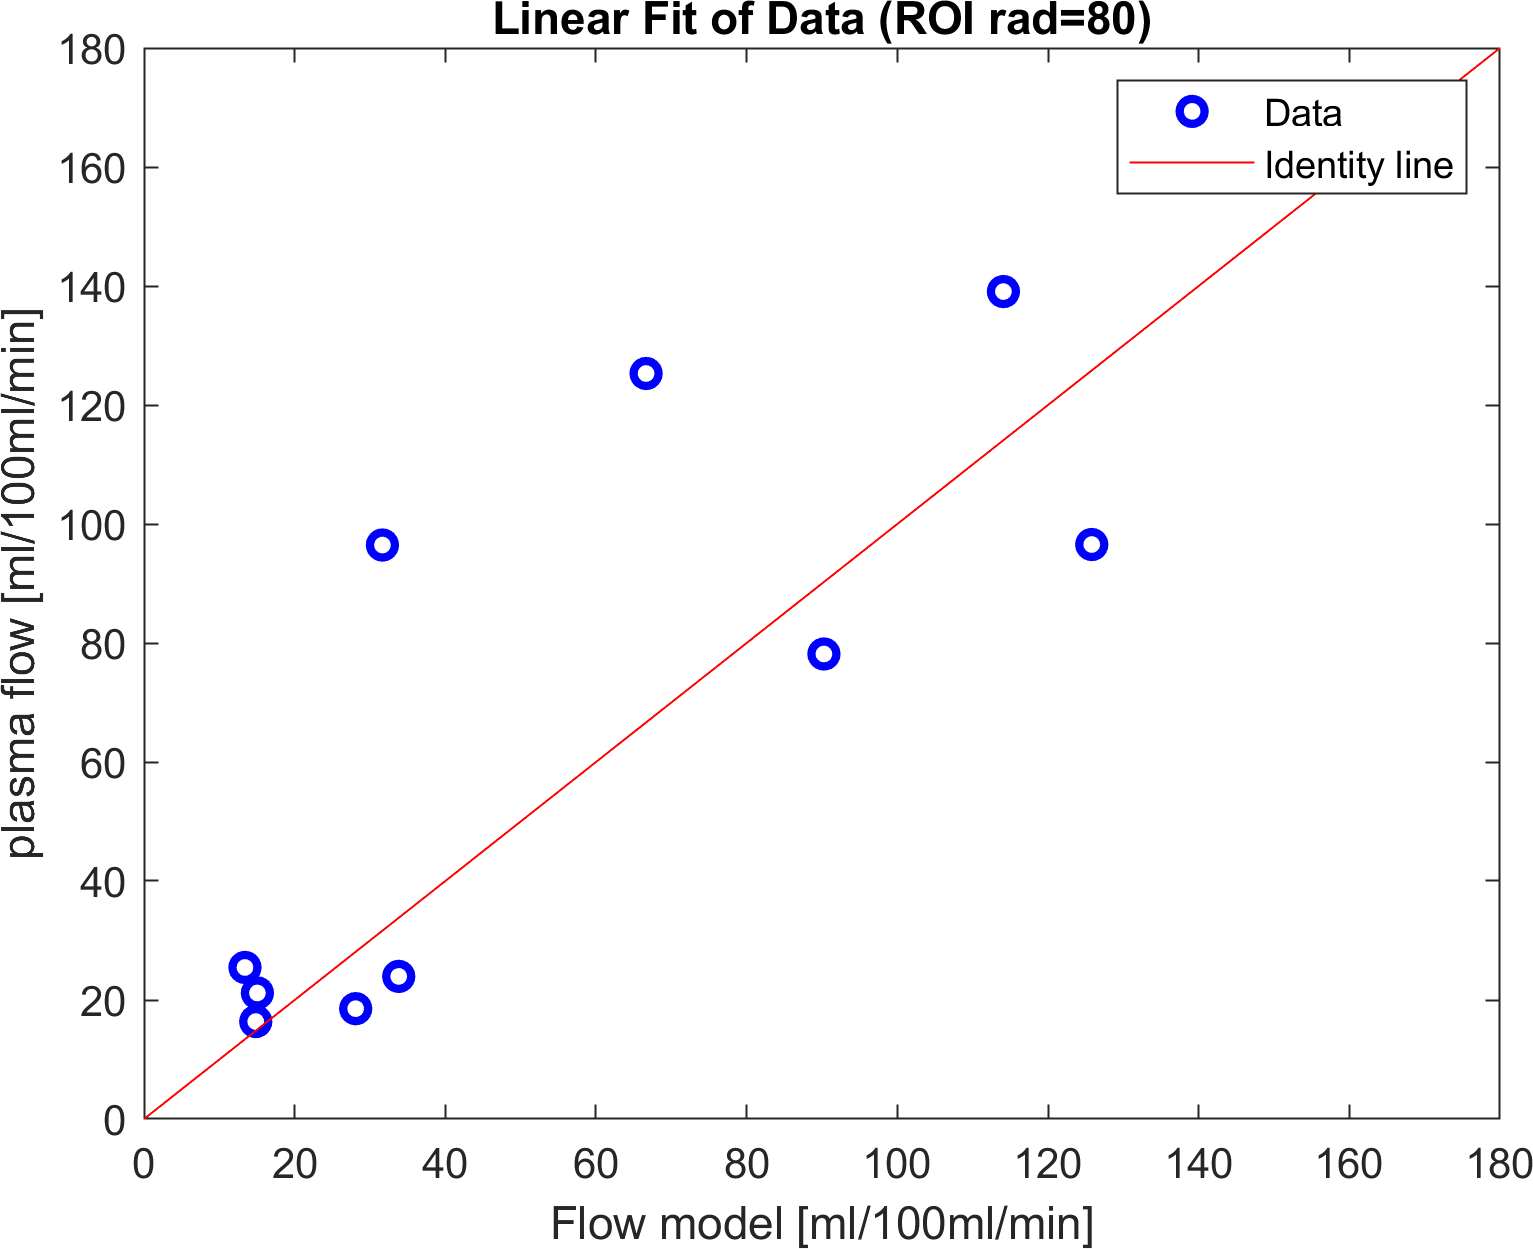 Linear Fit of Data (ROI rad=80)
180
160
140
120
100
80
60
40
20
0
plasma flow [ml/100ml/min]
Data
Identity line
0 20 40 60 80 100 120 140 160 180
Flow model [ml/100ml/min]